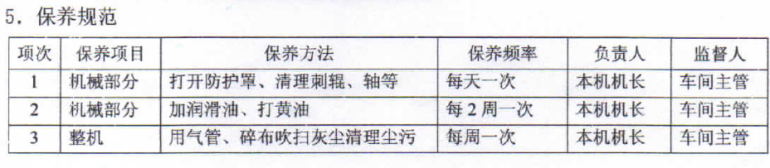 5. 保养规范
项次 保养项目 保养方法 保养频率 负责人 监督人
1 机械部分 打开防护罩、清理刺辊、轴等 每天一次 本机机长 车间主管
2 机械部分 加润滑油、打黄油 每 2 周一次 本机机长 车间主管
3 整机 用气管、碎布吹扫灰尘清理尘污 每周一次 本机机长 车间主管